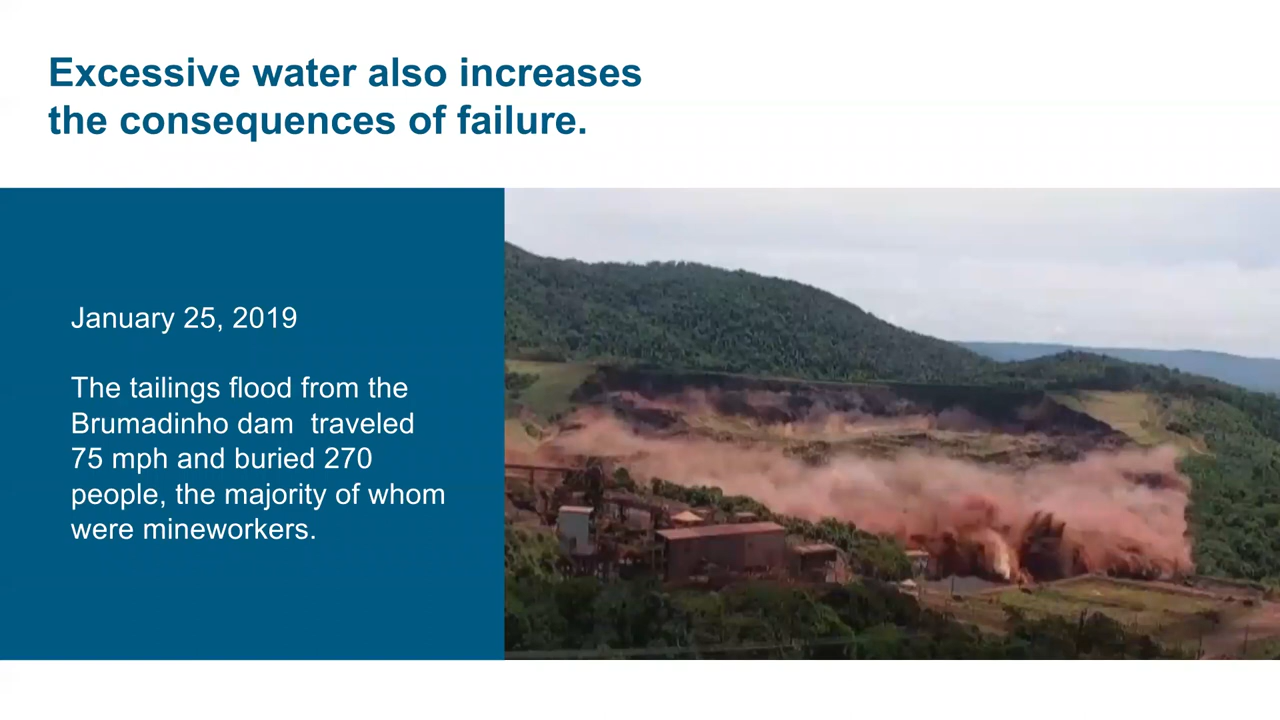 Excessive water also increases
the consequences of failure.
January 25, 2019
The tailings flood from the
Brumadinho dam  traveled
75 mph and buried 270
people, the majority of whom
were mineworkers.